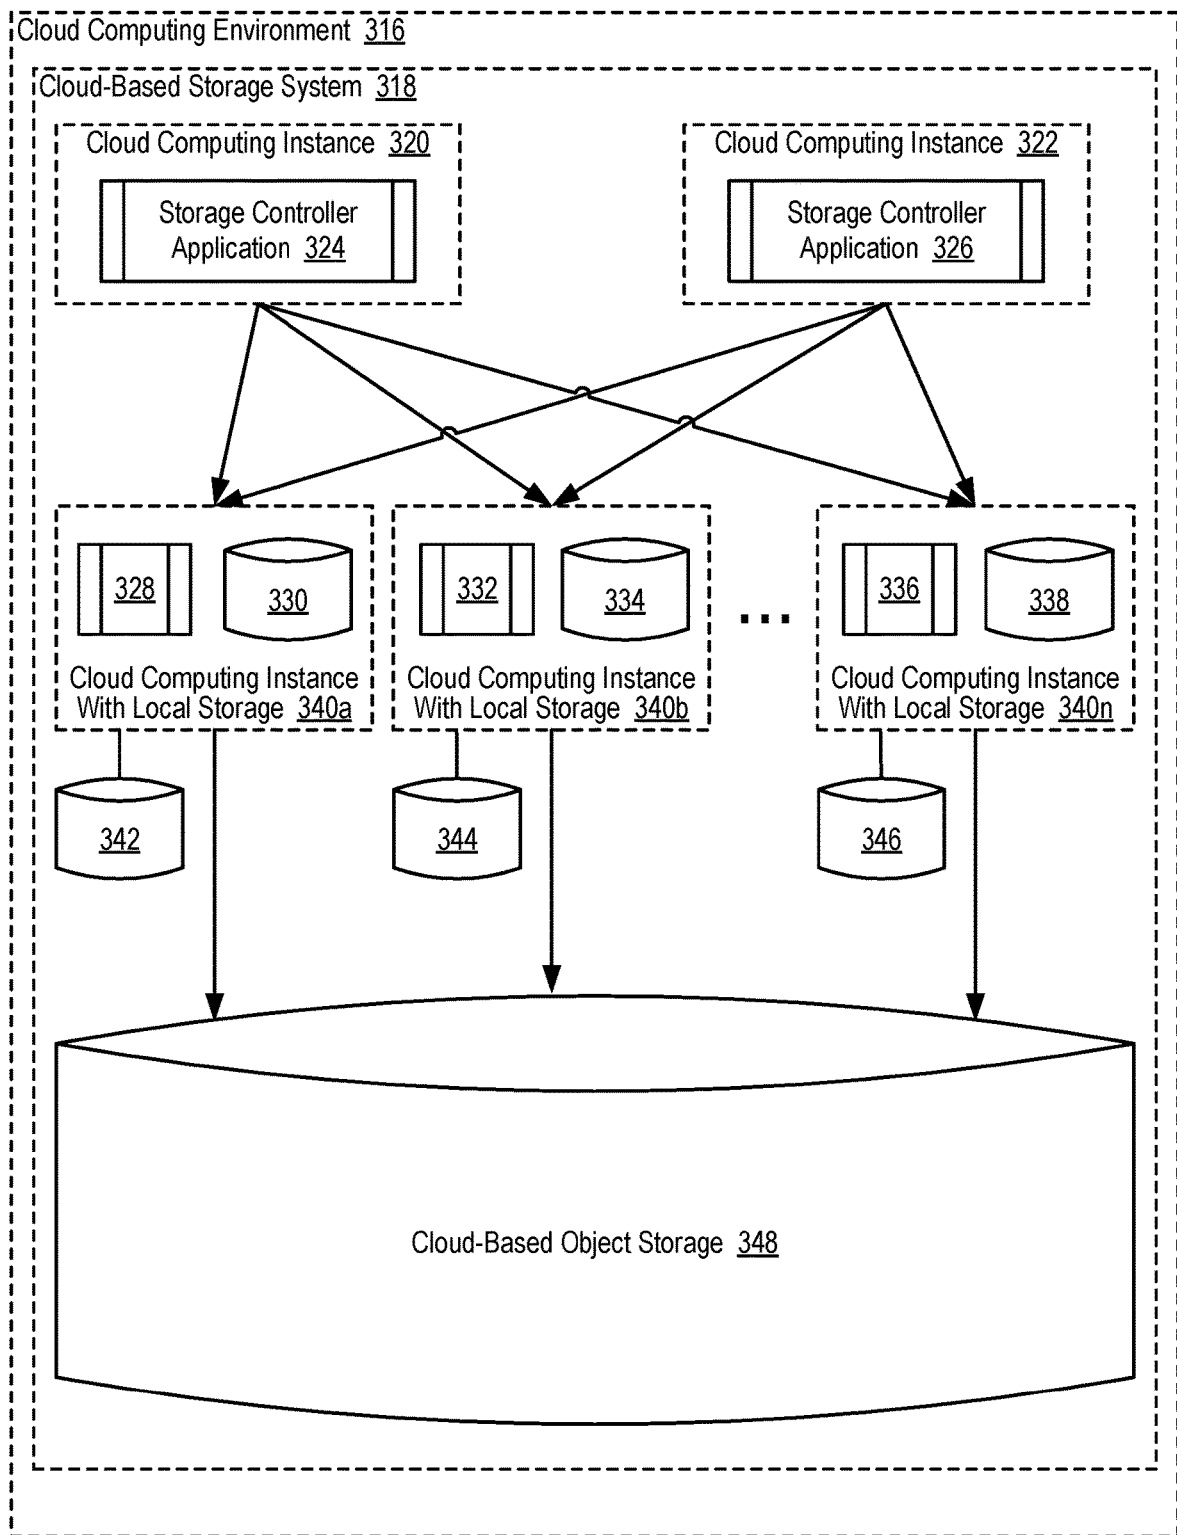 Cloud Computing Environment 316
Cloud-Based Storage System 318
Cloud Computing Instance 320
Storage Controller
Application 324
Cloud Computing Instance 322
Storage Controller
Application 326
328
330
Cloud Computing Instance
With Local Storage 340a
332
334
Cloud Computing Instance
With Local Storage 340b
...
336
338
Cloud Computing Instance
With Local Storage 340n
342
344
346
Cloud-Based Object Storage 348